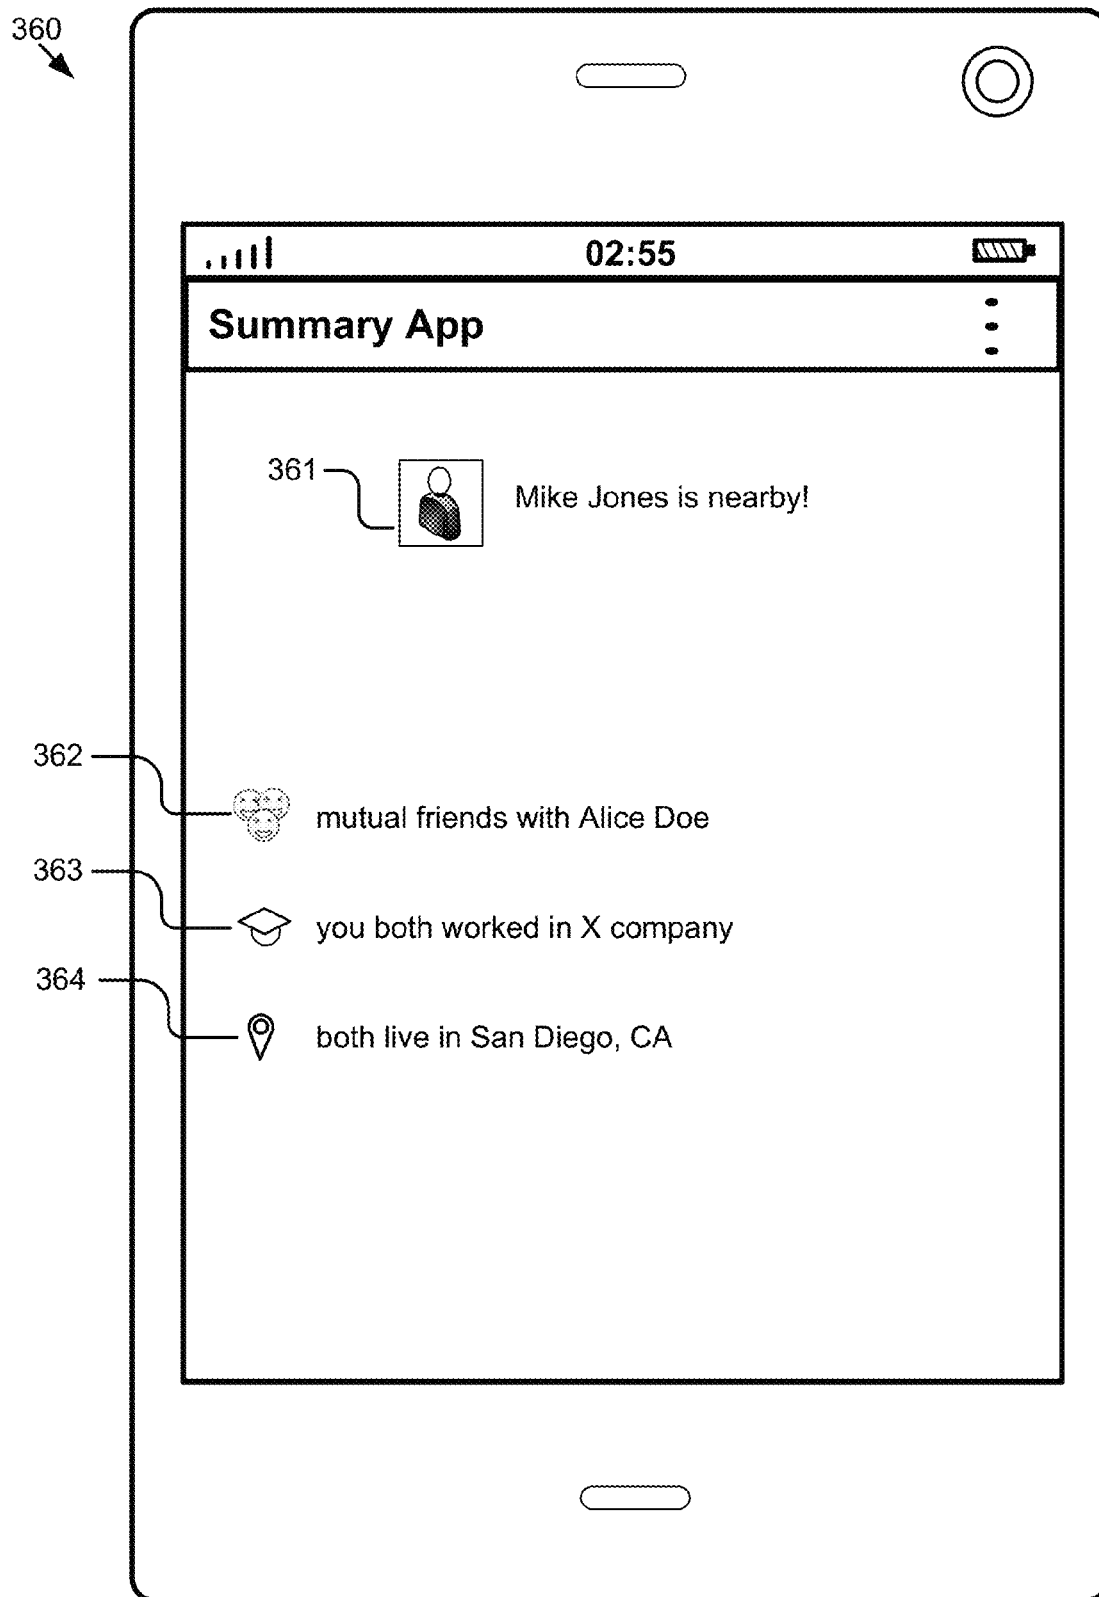 360
02:55
Summary App
361
Mike Jones is nearby!
362
mutual friends with Alice Doe
363
you both worked in X company
364
both live in San Diego, CA